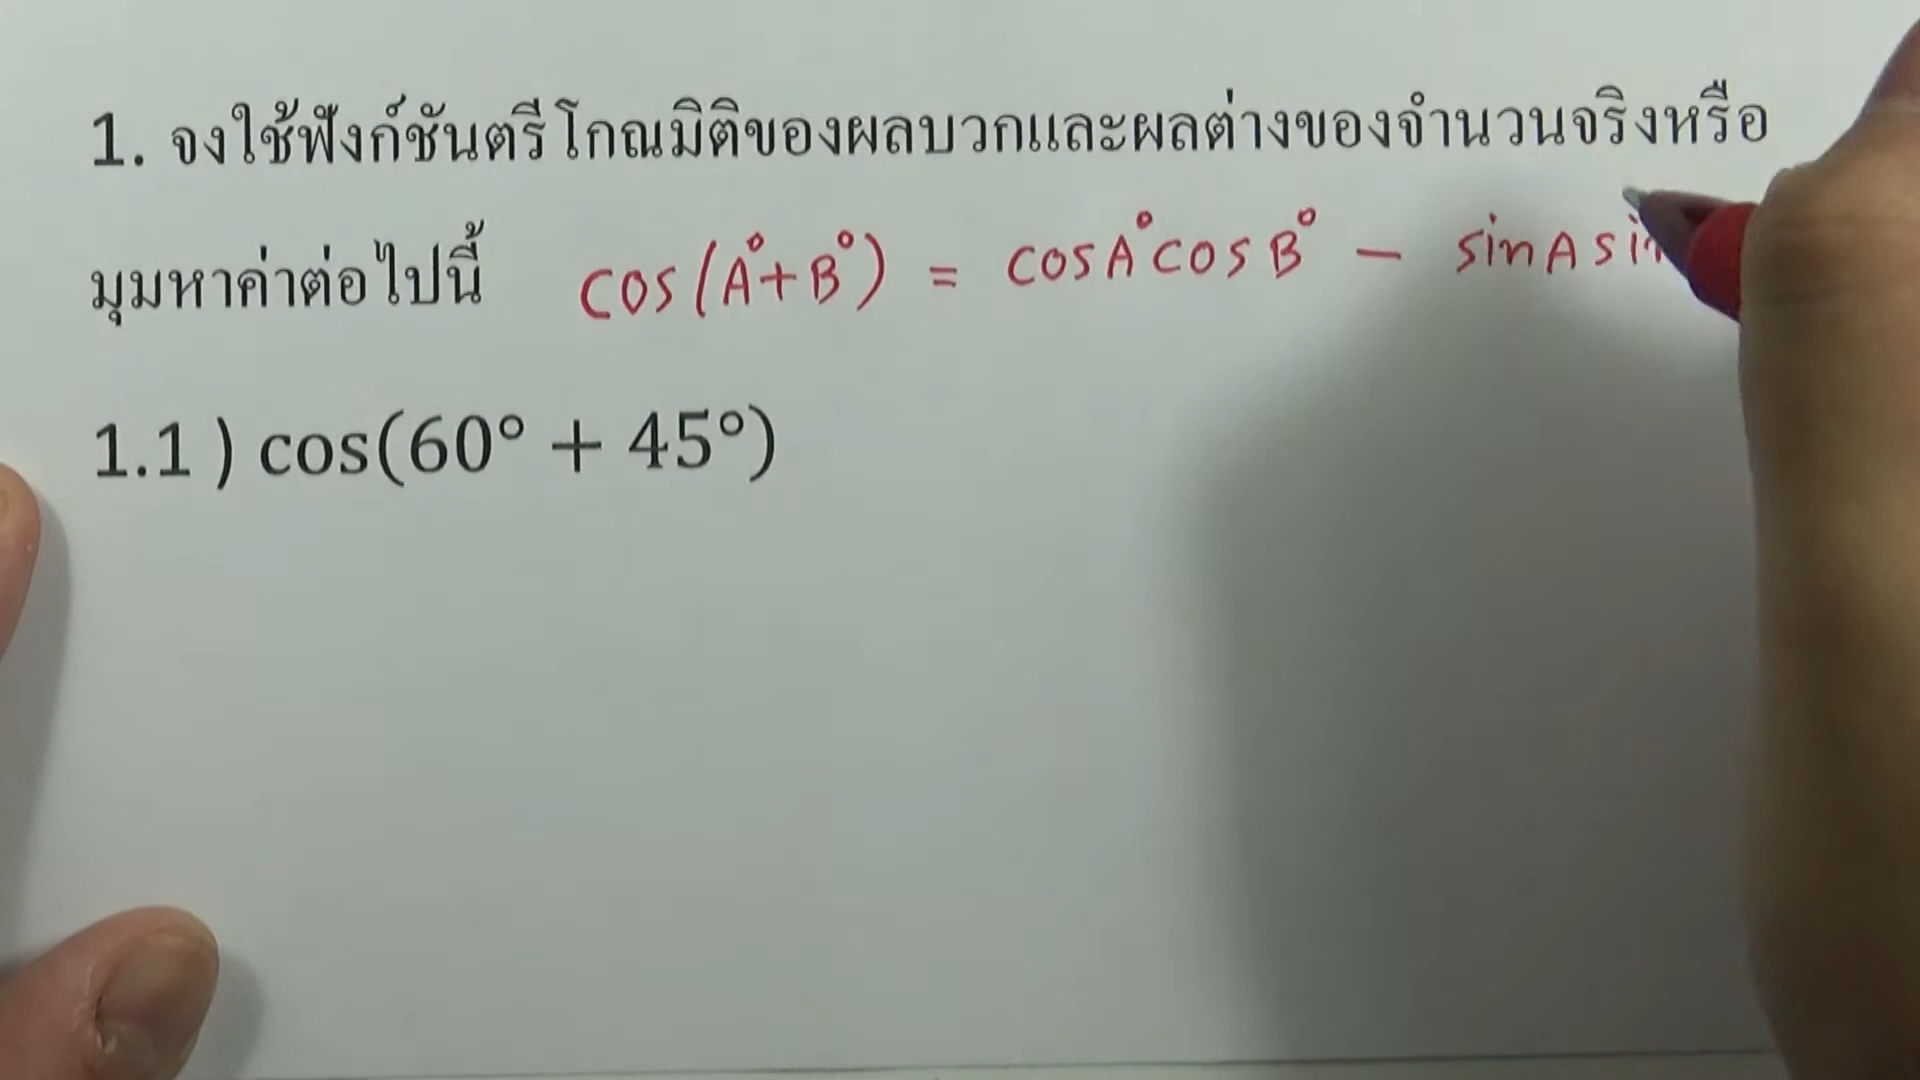 1. จงใช้ฟังก์ชันตรีโกณมิติของผลบวกและผลต่างของจำนวนจริงหรือ
มุมหาค่าต่อไปนี้ cos(A°+B°) = cosA°cosB° − sinA
1.1 ) cos(60° + 45°)